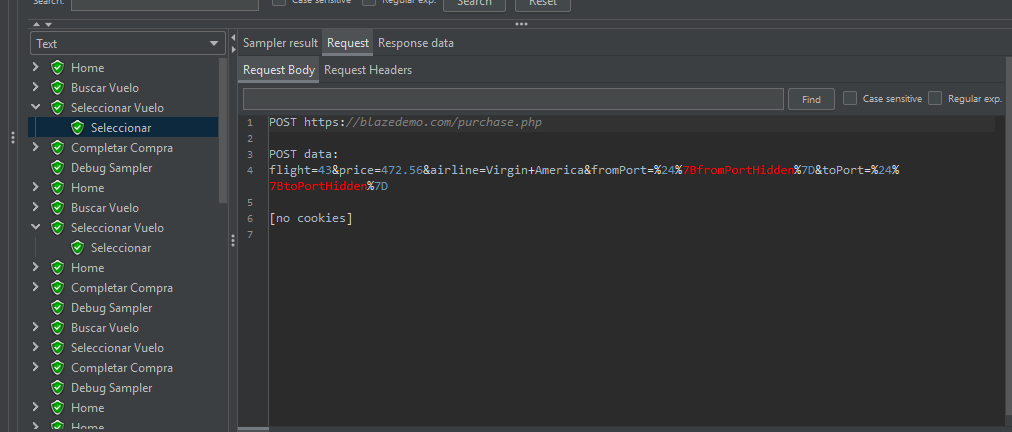 Search:
Case sensitive
Regular exp.
Search
Reset
Text
Home
Buscar Vuelo
Seleccionar Vuelo
Seleccionar
Completar Compra
Debug Sampler
Home
Buscar Vuelo
Seleccionar Vuelo
Seleccionar
Home
Completar Compra
Debug Sampler
Buscar Vuelo
Seleccionar Vuelo
Completar Compra
Debug Sampler
Home
Home
Sampler result
Request
Response data
Request Body
Request Headers
Find
Case sensitive
Regular exp.
1 POST https://blazedemo.com/purchase.php
2
3 POST data:
4 flight=43&price=472.56&airline=Virgin+America&fromPort=%24%7BfromPortHidden%7D&toPort=%24%
7BtoPortHidden%7D
5
6 [no cookies]
7